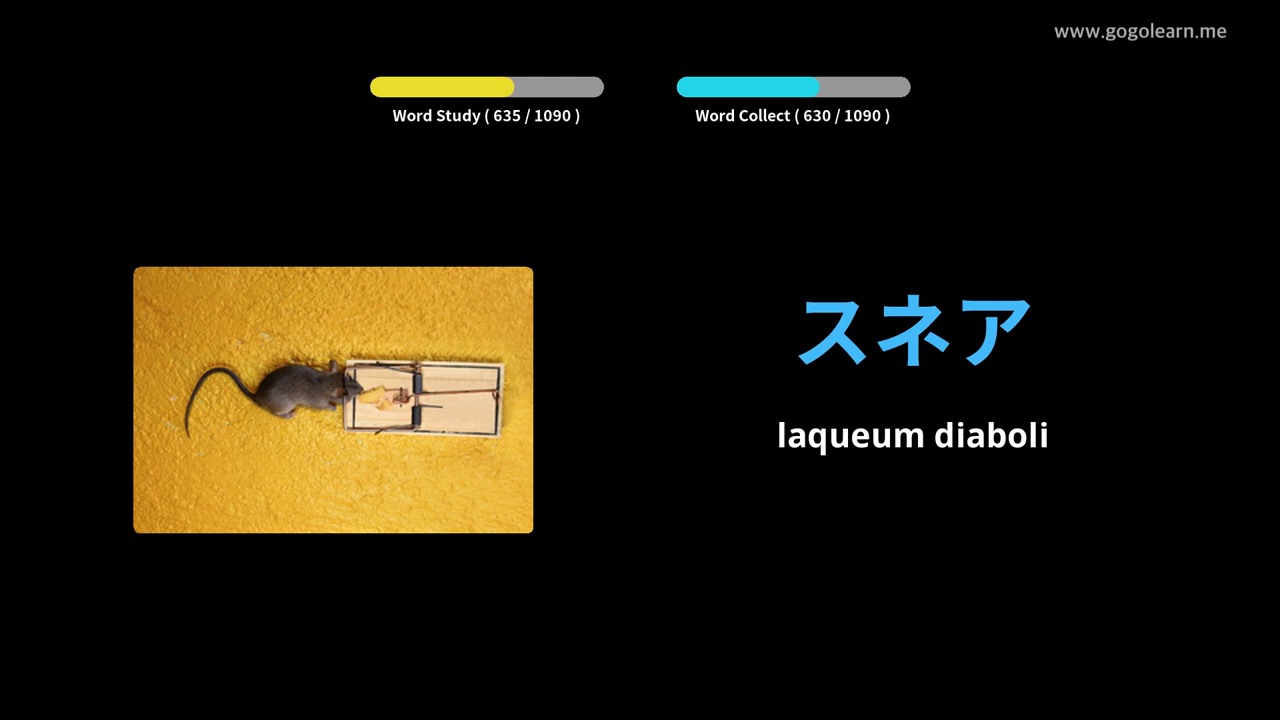 www.gogolearn.me
Word Study ( 635 / 1090 )
Word Collect ( 630 / 1090 )
スネア
laqueum diaboli